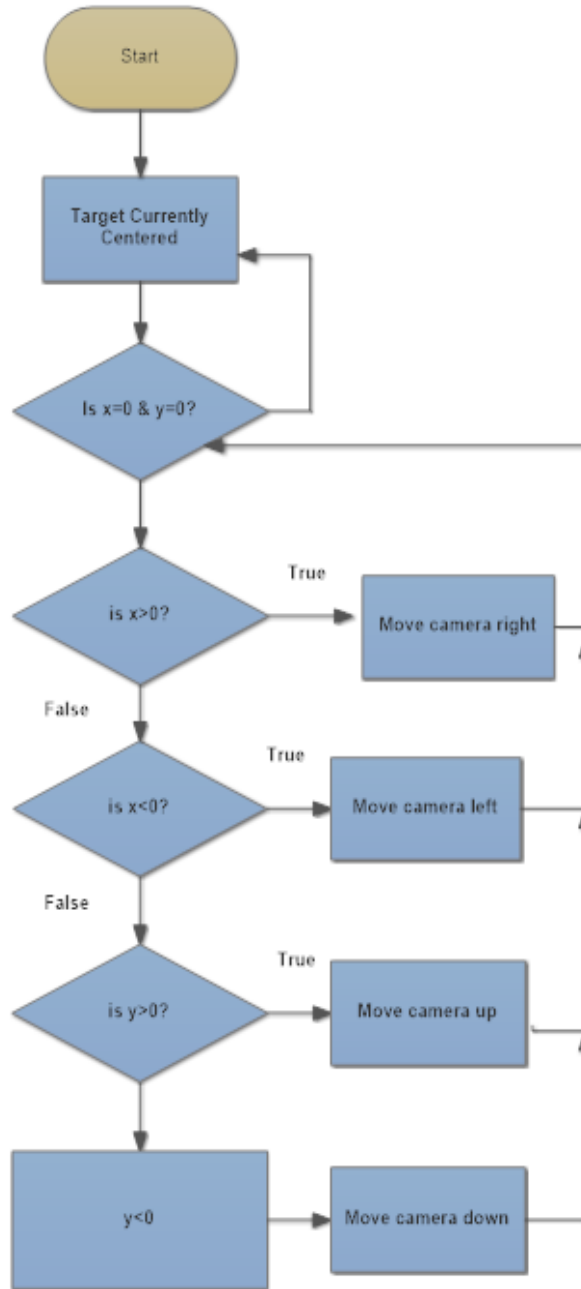 Start
Target Currently
Centered
Is x=0 & y=0?
is x>0?
True
Move camera right
False
is x<0?
True
Move camera left
False
is y>0?
True
Move camera up
y<0
Move camera down